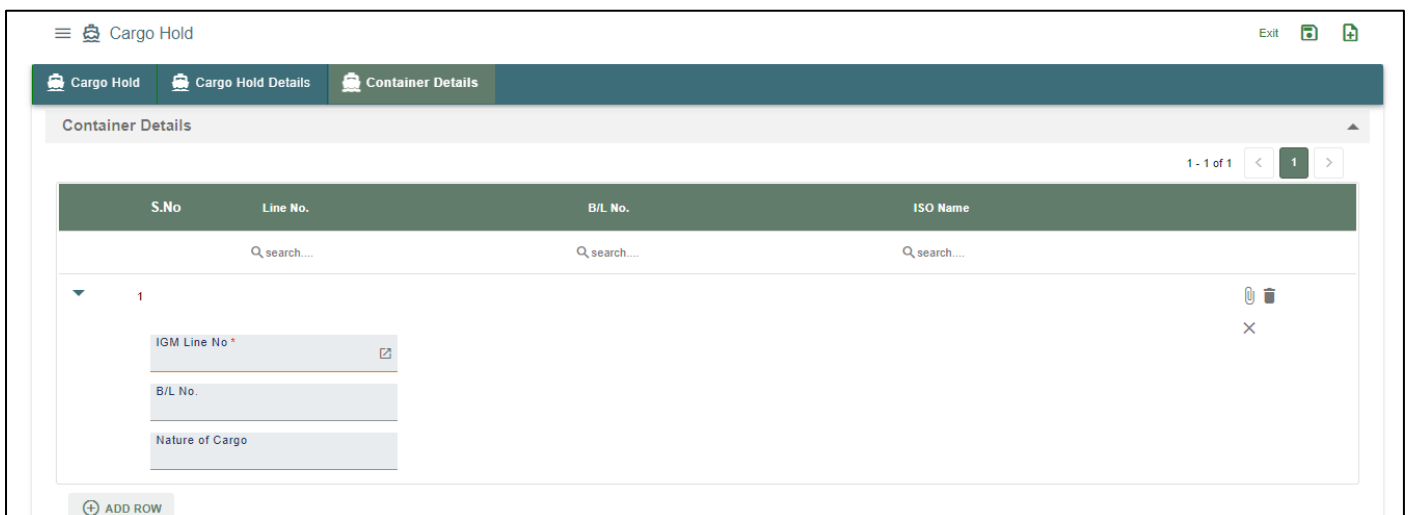 Cargo Hold
Exit
Cargo Hold Cargo Hold Details Container Details
Container Details
1 - 1 of 1 < 1 >
S.No Line No. B/L No. ISO Name
search.... search.... search....
1
IGM Line No *
B/L No.
Nature of Cargo
ADD ROW